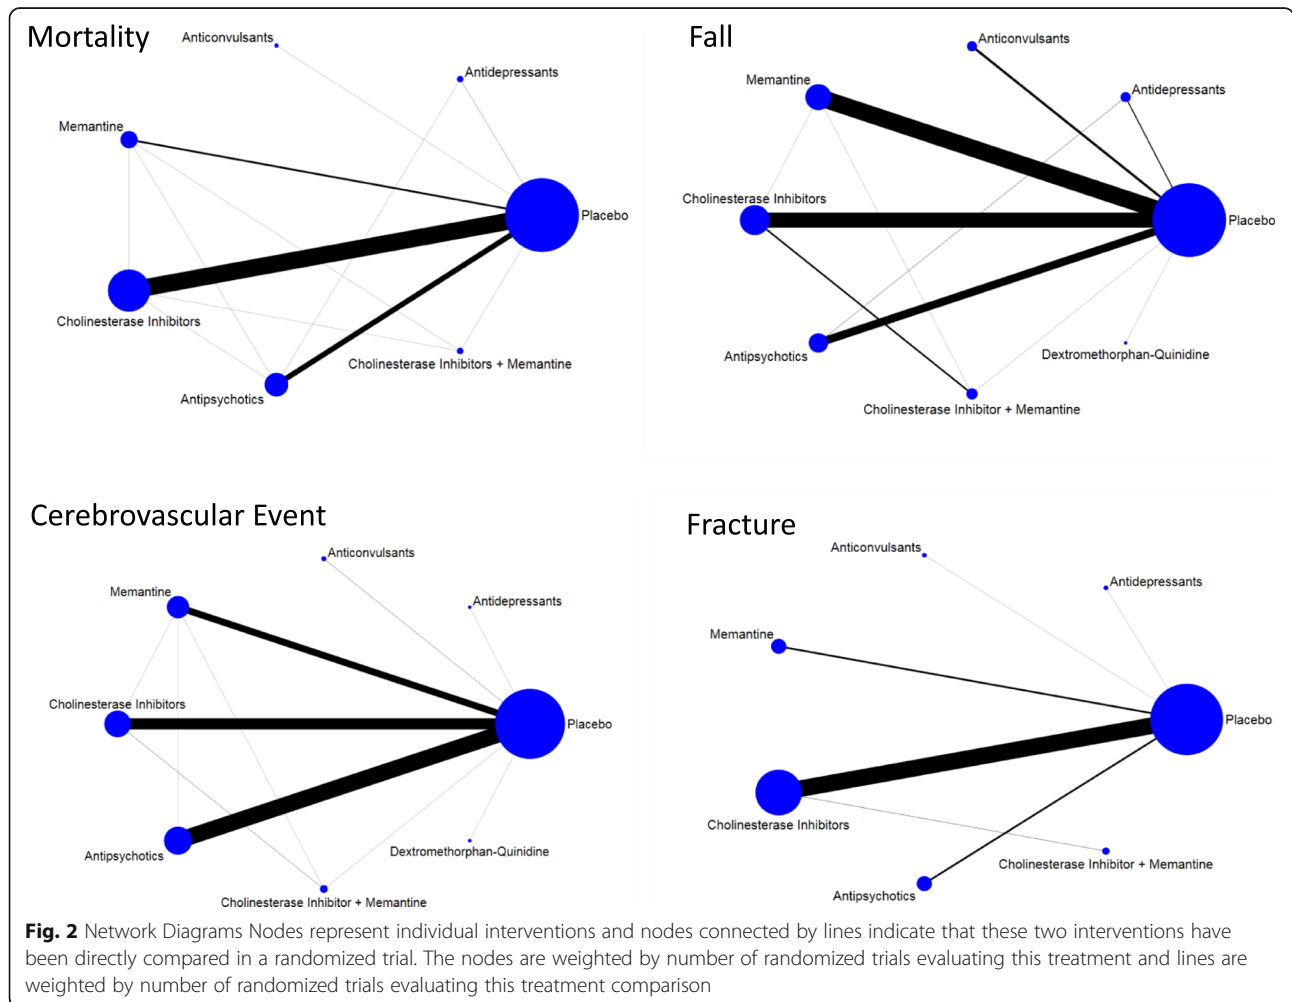 Mortality
Anticonvulsants
Antidepressants
Memantine
Placebo
Cholinesterase Inhibitors
Cholinesterase Inhibitors + Memantine
Antipsychotics
Fall
Anticonvulsants
Memantine
Antidepressants
Cholinesterase Inhibitors
Placebo
Antipsychotics
Dextromethorphan-Quinidine
Cholinesterase Inhibitor + Memantine
Cerebrovascular Event
Anticonvulsants
Memantine
Antidepressants
Cholinesterase Inhibitors
Placebo
Antipsychotics
Dextromethorphan-Quinidine
Cholinesterase Inhibitor + Memantine
Fracture
Anticonvulsants
Antidepressants
Memantine
Placebo
Cholinesterase Inhibitors
Cholinesterase Inhibitor + Memantine
Antipsychotics
Fig. 2 Network Diagrams Nodes represent individual interventions and nodes connected by lines indicate that these two interventions have
been directly compared in a randomized trial. The nodes are weighted by number of randomized trials evaluating this treatment and lines are
weighted by number of randomized trials evaluating this treatment comparison